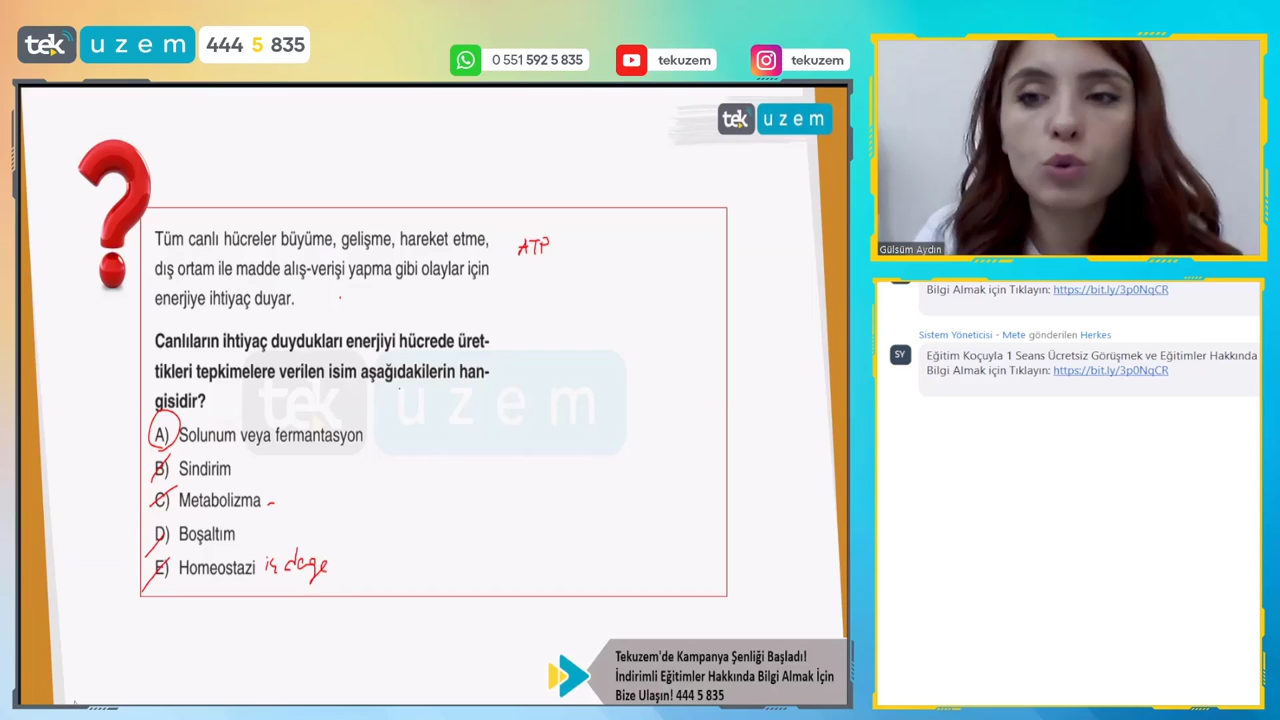 tek uzem 444 5 835
0 551 592 5 835
tekuzem
tekuzem
tek uzem
Tüm canlı hücreler büyüme, gelişme, hareket etme,
dış ortam ile madde alış-verişi yapma gibi olaylar için
enerjiye ihtiyaç duyar.
ATP
Canlıların ihtiyaç duydukları enerjiyi hücrede üret-
tikleri tepkimelere verilen isim aşağıdakilerin han-
gisidir?
tek uzem
A) Solunum veya fermantasyon
B) Sindirim
C) Metabolizma -
D) Boşaltım
E) Homeostazi iç
Tekuzem'de Kampanya Şenliği Başladı!
İndirimli Eğitimler Hakkında Bilgi Almak İçin
Bize Ulaşın! 444 5 835
Gülsüm Aydın
Bilgi Almak için Tıklayın: https://bit.ly/3p0NqCR
Sistem Yöneticisi - Mete gönderilen Herkes
SY
Eğitim Koçuyla 1 Seans Ücretsiz Görüşmek ve Eğitimler Hakkında
Bilgi Almak için Tıklayın: https://bit.ly/3p0NqCR